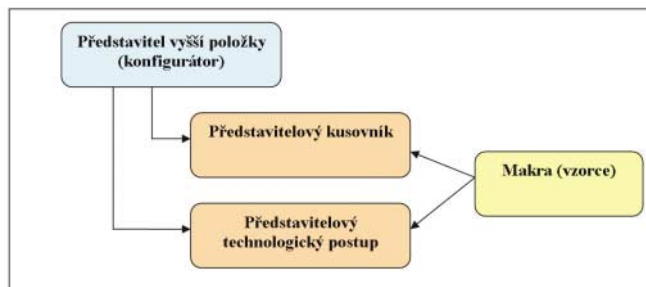 Představitel vyšší položky
(konfigurátor)
Představitelový kusovník
Makra (vzorce)
Představitelový
technologický postup